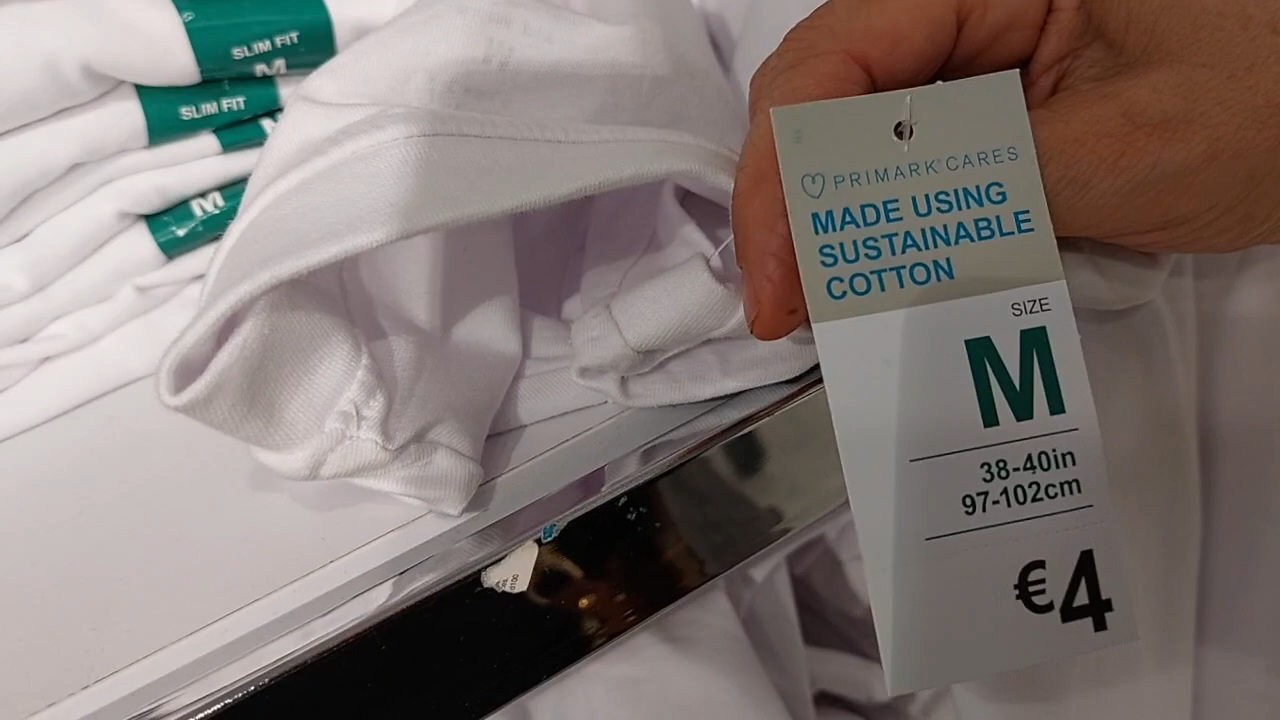 SLIM FIT
M
SLIM FIT
M
PRIMARK CARES
MADE USING
SUSTAINABLE
COTTON
SIZE
M
38-40in
97-102cm
€4